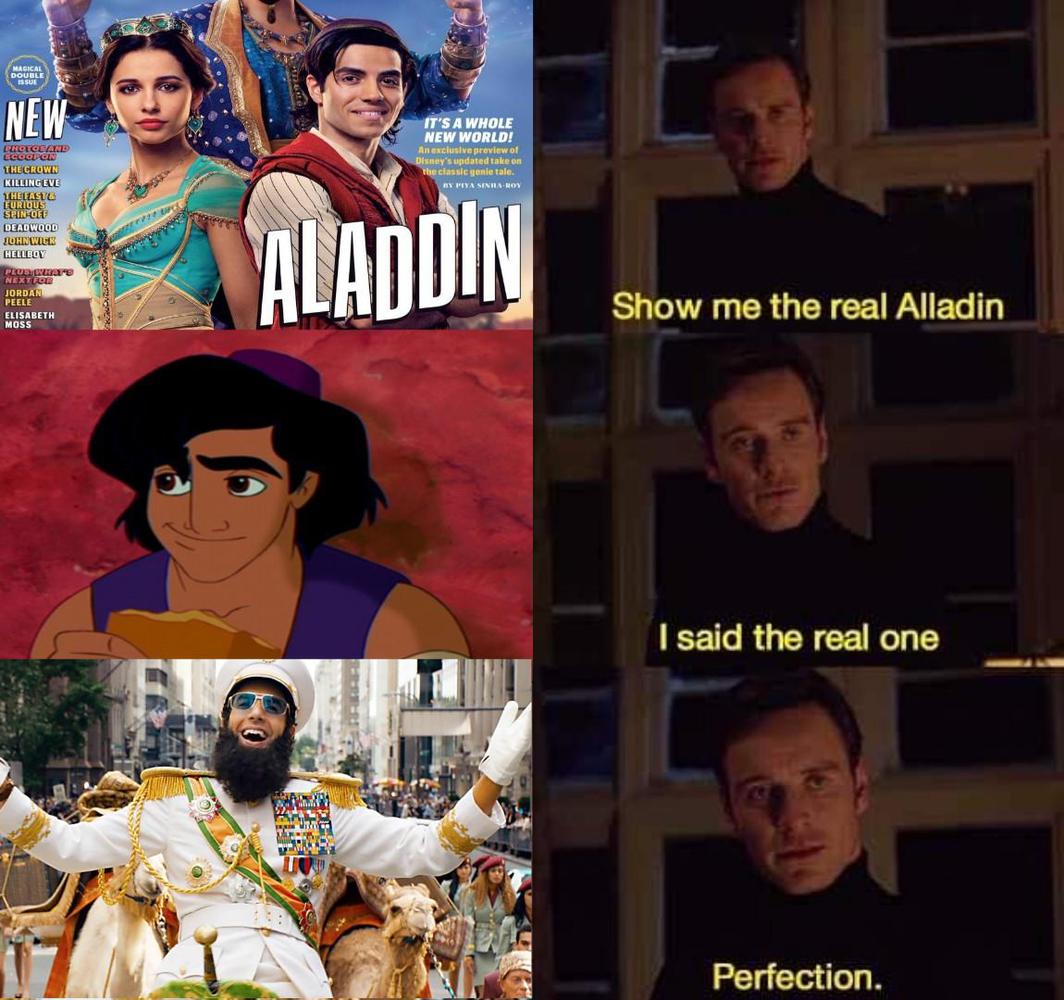 MAGICAL
DOUBLE
ISSUE
NEW
PHOTOS AND
SCOOP ON
THE CROWN
KILLING EVE
THE FAST &
FURIOUS
SPIN-OFF
DEADWOOD
JOHN WICK
HELLBOY
PLUS: WHAT'S
NEXT FOR
JORDAN
PEELE
ELISABETH
MOSS
IT'S A WHOLE
NEW WORLD!
An exclusive preview of
Disney's updated take on
the classic genie tale.
BY PIYA SINHA-ROY
ALADDIN
Show me the real Alladin
I said the real one
Perfection.